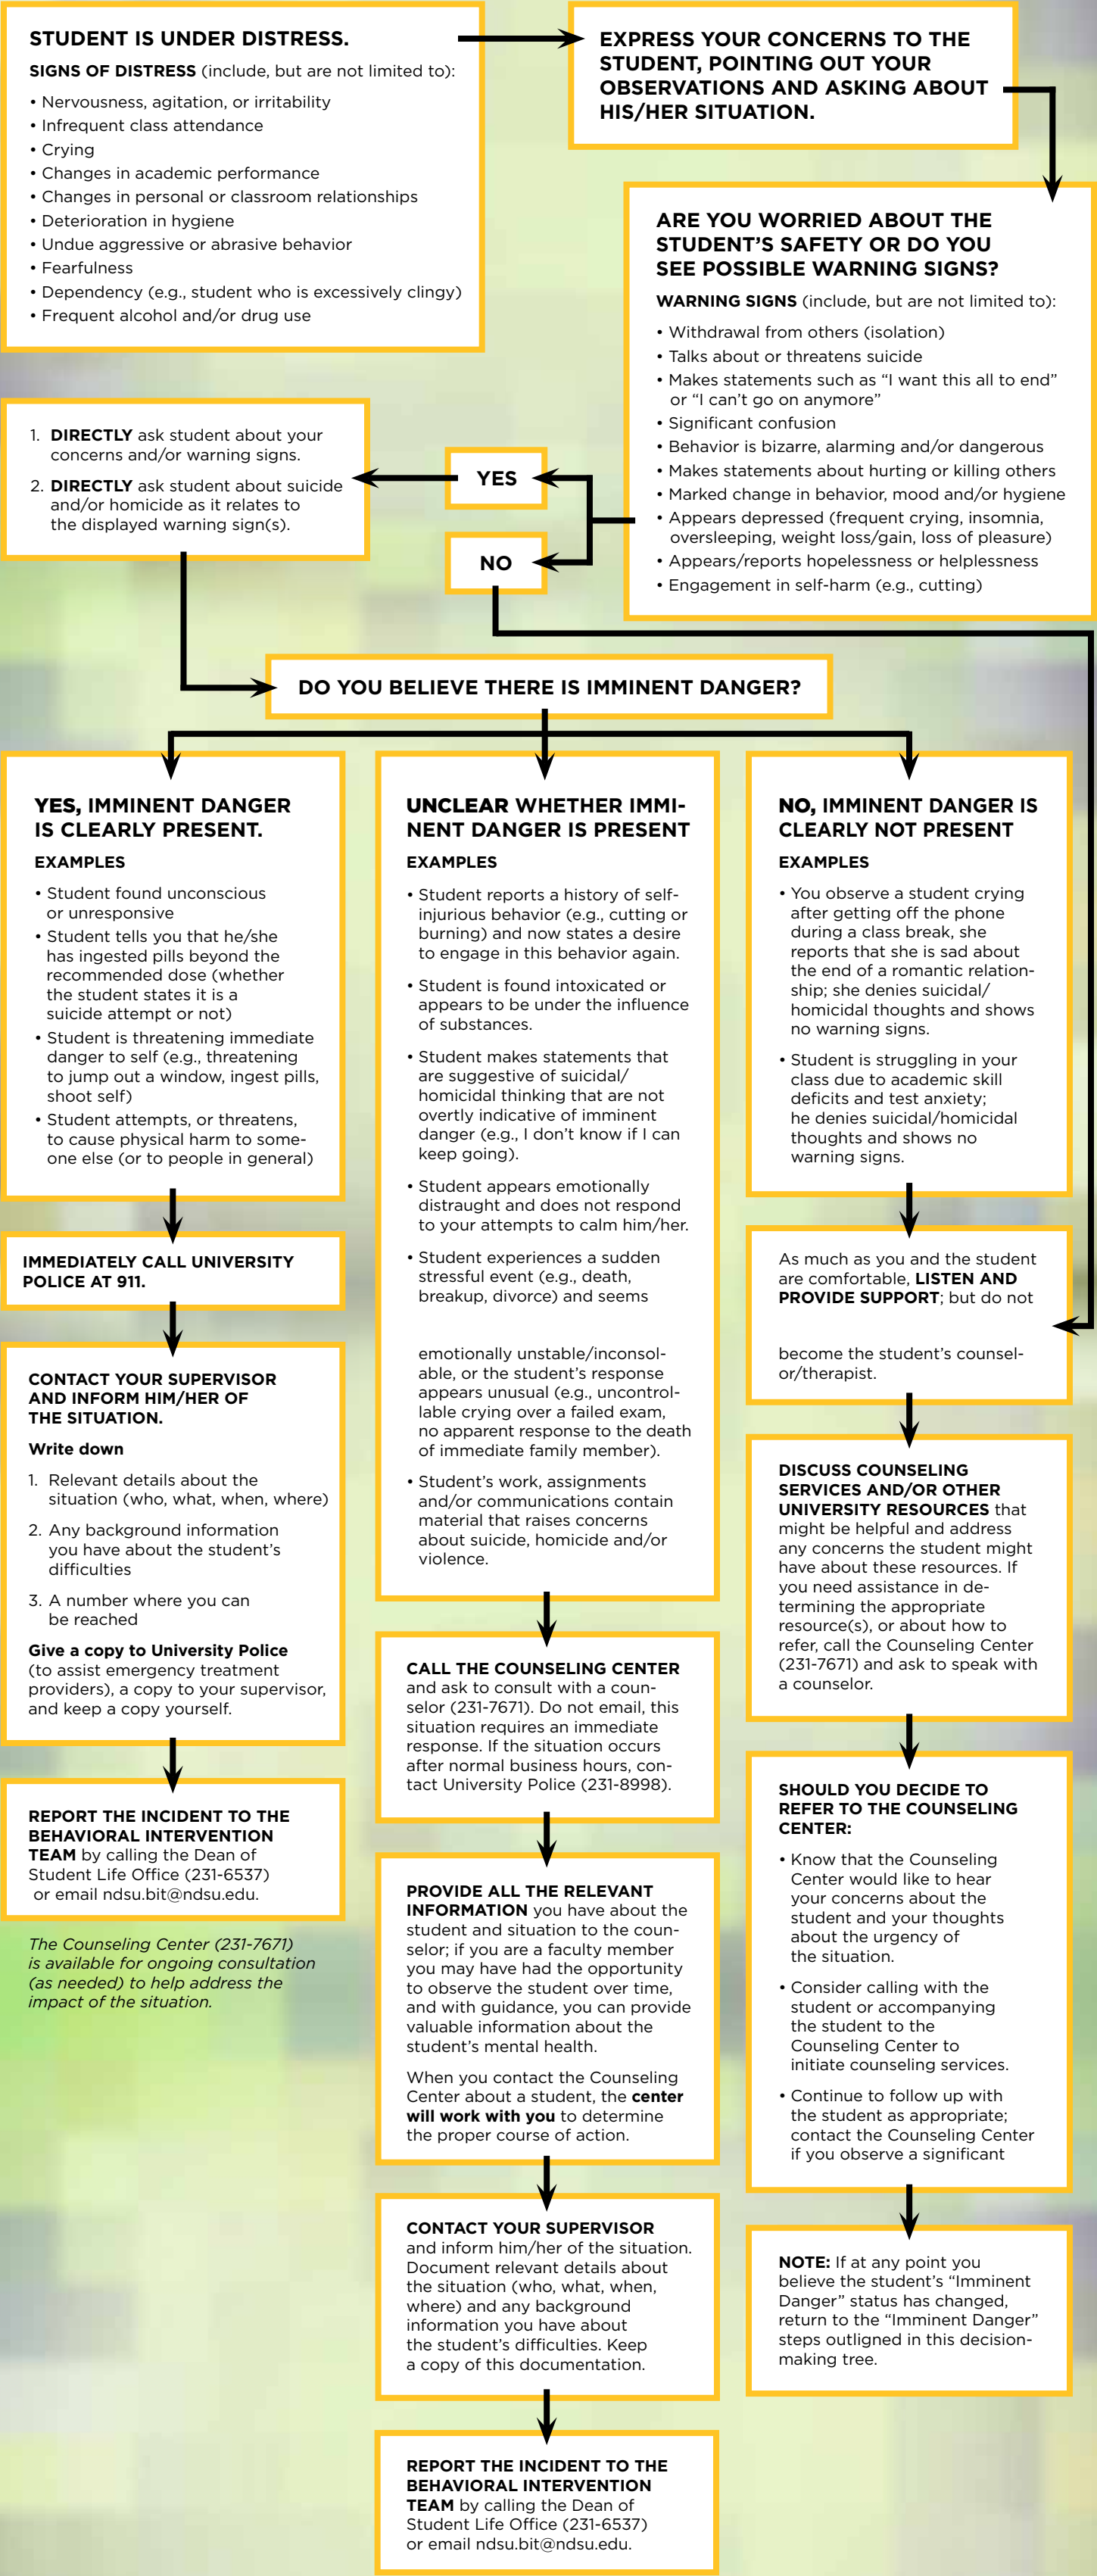 STUDENT IS UNDER DISTRESS.
SIGNS OF DISTRESS (include, but are not limited to):
• Nervousness, agitation, or irritability
• Infrequent class attendance
• Crying
• Changes in academic performance
• Changes in personal or classroom relationships
• Deterioration in hygiene
• Undue aggressive or abrasive behavior
• Fearfulness
• Dependency (e.g., student who is excessively clingy)
• Frequent alcohol and/or drug use
EXPRESS YOUR CONCERNS TO THE
STUDENT, POINTING OUT YOUR
OBSERVATIONS AND ASKING ABOUT
HIS/HER SITUATION.
ARE YOU WORRIED ABOUT THE
STUDENT'S SAFETY OR DO YOU
SEE POSSIBLE WARNING SIGNS?
WARNING SIGNS (include, but are not limited to):
• Withdrawal from others (isolation)
• Talks about or threatens suicide
• Makes statements such as “I want this all to end”
or “I can’t go on anymore”
• Significant confusion
• Behavior is bizarre, alarming and/or dangerous
• Makes statements about hurting or killing others
• Marked change in behavior, mood and/or hygiene
• Appears depressed (frequent crying, insomnia,
oversleeping, weight loss/gain, loss of pleasure)
• Appears/reports hopelessness or helplessness
• Engagement in self-harm (e.g., cutting)
YES
NO
1. DIRECTLY ask student about your
concerns and/or warning signs.
2. DIRECTLY ask student about suicide
and/or homicide as it relates to
the displayed warning sign(s).
DO YOU BELIEVE THERE IS IMMINENT DANGER?
YES, IMMINENT DANGER
IS CLEARLY PRESENT.
EXAMPLES
• Student found unconscious
or unresponsive
• Student tells you that he/she
has ingested pills beyond the
recommended dose (whether
the student states it is a
suicide attempt or not)
• Student is threatening immediate
danger to self (e.g., threatening
to jump out a window, ingest pills,
shoot self)
• Student attempts, or threatens,
to cause physical harm to some-
one else (or to people in general)
IMMEDIATELY CALL UNIVERSITY
POLICE AT 911.
CONTACT YOUR SUPERVISOR
AND INFORM HIM/HER OF
THE SITUATION.
Write down
1. Relevant details about the
situation (who, what, when, where)
2. Any background information
you have about the student’s
difficulties
3. A number where you can
be reached
Give a copy to University Police
(to assist emergency treatment
providers), a copy to your supervisor,
and keep a copy yourself.
REPORT THE INCIDENT TO THE
BEHAVIORAL INTERVENTION
TEAM by calling the Dean of
Student Life Office (231-6537)
or email ndsu.bit@ndsu.edu.
The Counseling Center (231-7671)
is available for ongoing consultation
(as needed) to help address the
impact of the situation.
UNCLEAR WHETHER IMMI-
NENT DANGER IS PRESENT
EXAMPLES
• Student reports a history of self-
injurious behavior (e.g., cutting or
burning) and now states a desire
to engage in this behavior again.
• Student is found intoxicated or
appears to be under the influence
of substances.
• Student makes statements that
are suggestive of suicidal/
homicidal thinking that are not
overtly indicative of imminent
danger (e.g., I don’t know if I can
keep going).
• Student appears emotionally
distraught and does not respond
to your attempts to calm him/her.
• Student experiences a sudden
stressful event (e.g., death,
breakup, divorce) and seems
emotionally unstable/inconsol-
able, or the student’s response
appears unusual (e.g., uncontrol-
lable crying over a failed exam,
no apparent response to the death
of immediate family member).
• Student’s work, assignments
and/or communications contain
material that raises concerns
about suicide, homicide and/or
violence.
CALL THE COUNSELING CENTER
and ask to consult with a coun-
selor (231-7671). Do not email, this
situation requires an immediate
response. If the situation occurs
after normal business hours, con-
tact University Police (231-8998).
PROVIDE ALL THE RELEVANT
INFORMATION you have about the
student and situation to the coun-
selor; if you are a faculty member
you may have had the opportunity
to observe the student over time,
and with guidance, you can provide
valuable information about the
student’s mental health.
When you contact the Counseling
Center about a student, the center
will work with you to determine
the proper course of action.
CONTACT YOUR SUPERVISOR
and inform him/her of the situation.
Document relevant details about
the situation (who, what, when,
where) and any background
information you have about
the student’s difficulties. Keep
a copy of this documentation.
REPORT THE INCIDENT TO THE
BEHAVIORAL INTERVENTION
TEAM by calling the Dean of
Student Life Office (231-6537)
or email ndsu.bit@ndsu.edu.
NO, IMMINENT DANGER IS
CLEARLY NOT PRESENT
EXAMPLES
• You observe a student crying
after getting off the phone
during a class break, she
reports that she is sad about
the end of a romantic relation-
ship; she denies suicidal/
homicidal thoughts and shows
no warning signs.
• Student is struggling in your
class due to academic skill
deficits and test anxiety;
he denies suicidal/homicidal
thoughts and shows no
warning signs.
As much as you and the student
are comfortable, LISTEN AND
PROVIDE SUPPORT; but do not
become the student’s counsel-
or/therapist.
DISCUSS COUNSELING
SERVICES AND/OR OTHER
UNIVERSITY RESOURCES that
might be helpful and address
any concerns the student might
have about these resources. If
you need assistance in de-
termining the appropriate
resource(s), or about how to
refer, call the Counseling Center
(231-7671) and ask to speak with
a counselor.
SHOULD YOU DECIDE TO
REFER TO THE COUNSELING
CENTER:
• Know that the Counseling
Center would like to hear
your concerns about the
student and your thoughts
about the urgency of
the situation.
• Consider calling with the
student or accompanying
the student to the
Counseling Center to
initiate counseling services.
• Continue to follow up with
the student as appropriate;
contact the Counseling Center
if you observe a significant
NOTE: If at any point you
believe the student’s “Imminent
Danger” status has changed,
return to the “Imminent Danger”
steps outligned in this decision-
making tree.